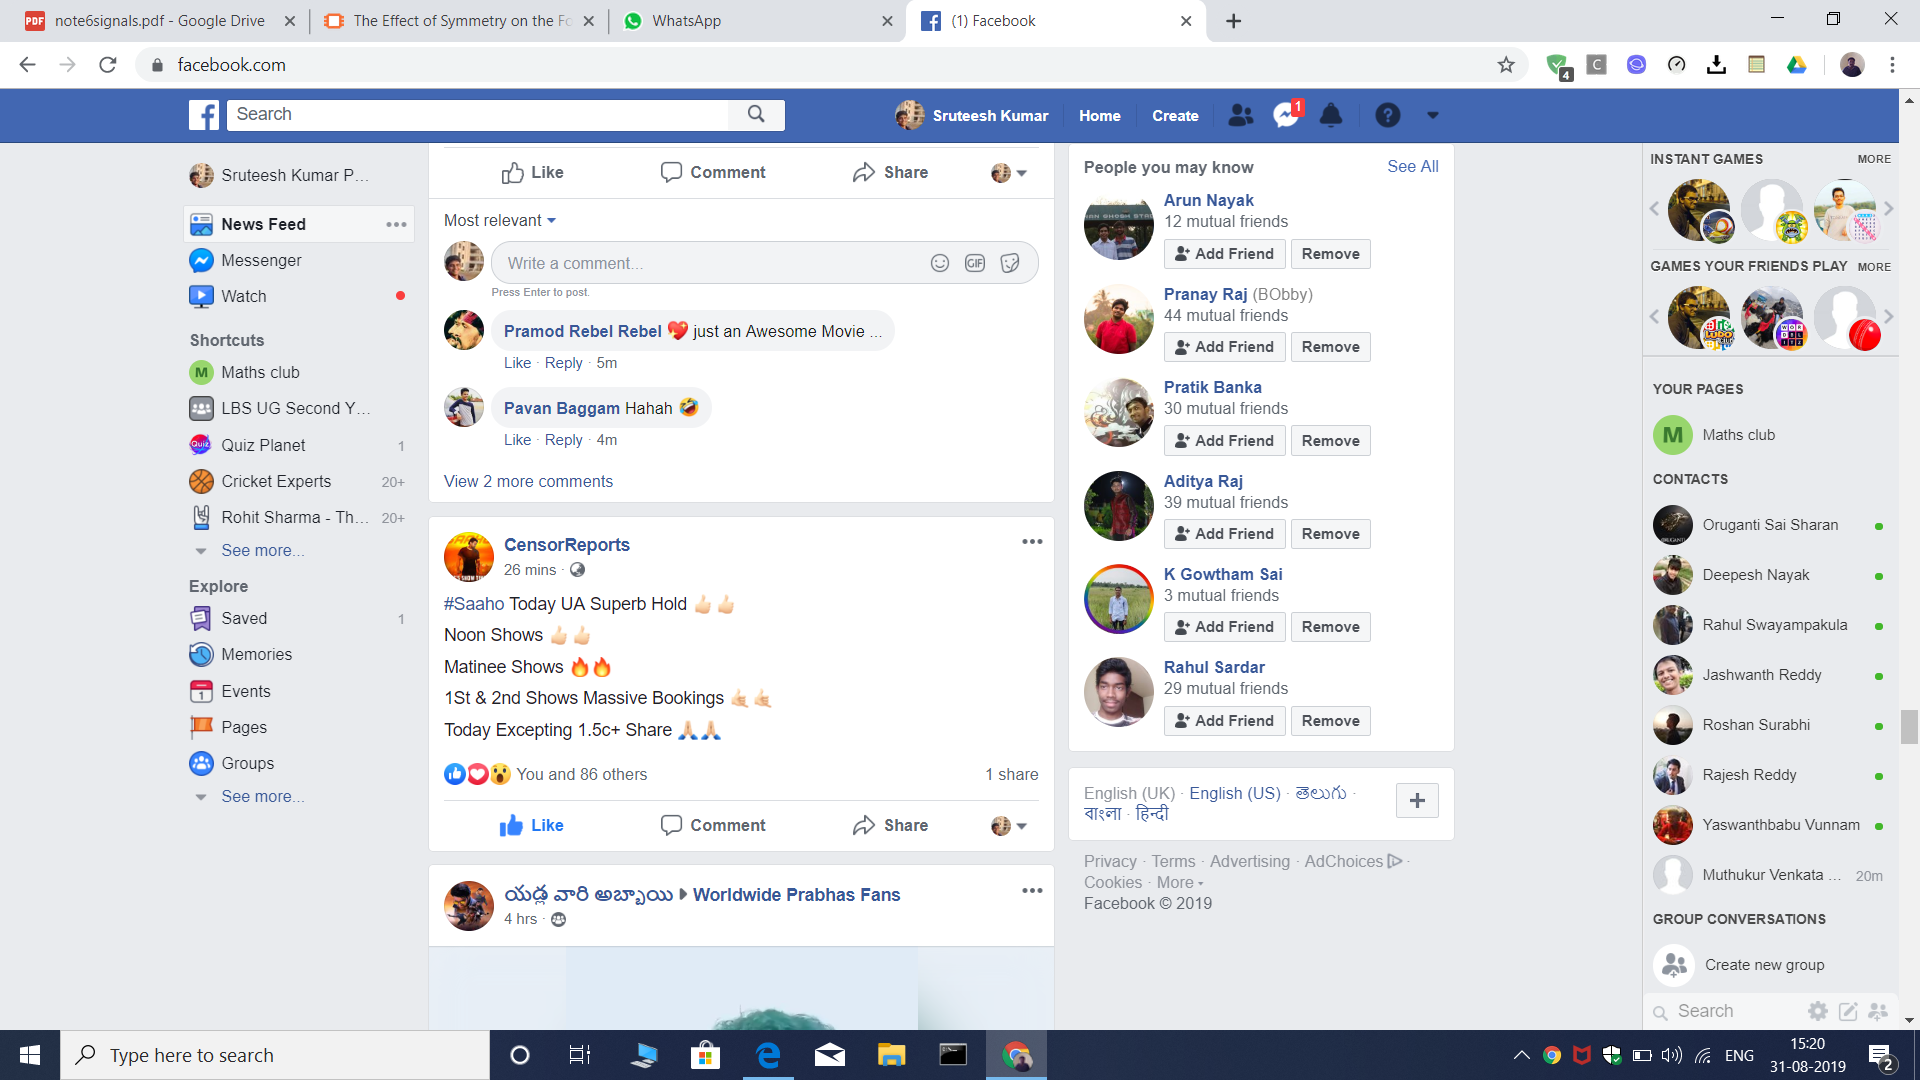 note6signals.pdf - Google Drive
The Effect of Symmetry on the Fo
WhatsApp
(1) Facebook
facebook.com
4
Search
Sruteesh Kumar
Home
Create
1
Sruteesh Kumar P...
News Feed
Messenger
Watch
Shortcuts
Maths club
LBS UG Second Y...
Quiz Planet 1
Cricket Experts 20+
Rohit Sharma - Th... 20+
See more...
Explore
Saved 1
Memories
Events
Pages
Groups
See more...
Like Comment Share
Most relevant
Write a comment...
GIF
Press Enter to post.
Pramod Rebel Rebel 💖 just an Awesome Movie ...
Like · Reply · 5m
Pavan Baggam Hahah 🤣
Like · Reply · 4m
View 2 more comments
CensorReports
26 mins ·
#Saaho Today UA Superb Hold 👍🏻👍🏻
Noon Shows 👍🏻👍🏻
Matinee Shows 🔥🔥
1St & 2nd Shows Massive Bookings 🤙🏻🤙🏻
Today Excepting 1.5c+ Share 🙏🏻🙏🏻
You and 86 others
1 share
Like Comment Share
యడ్ల వారి అబ్బాయి ▶ Worldwide Prabhas Fans
4 hrs ·
People you may know
See All
Arun Nayak
12 mutual friends
Add Friend Remove
Pranay Raj (BObby)
44 mutual friends
Add Friend Remove
Pratik Banka
30 mutual friends
Add Friend Remove
Aditya Raj
39 mutual friends
Add Friend Remove
K Gowtham Sai
3 mutual friends
Add Friend Remove
Rahul Sardar
29 mutual friends
Add Friend Remove
English (UK) · English (US) · తెలుగు ·
বাংলা · हिन्दी
Privacy · Terms · Advertising · AdChoices ·
Cookies · More
Facebook © 2019
INSTANT GAMES MORE
GAMES YOUR FRIENDS PLAY MORE
YOUR PAGES
M Maths club
CONTACTS
Oruganti Sai Sharan
Deepesh Nayak
Rahul Swayampakula
Jashwanth Reddy
Roshan Surabhi
Rajesh Reddy
Yaswanthbabu Vunnam
Muthukur Venkata ... 20m
GROUP CONVERSATIONS
Create new group
Search
Type here to search
ENG
15:20
31-08-2019
2